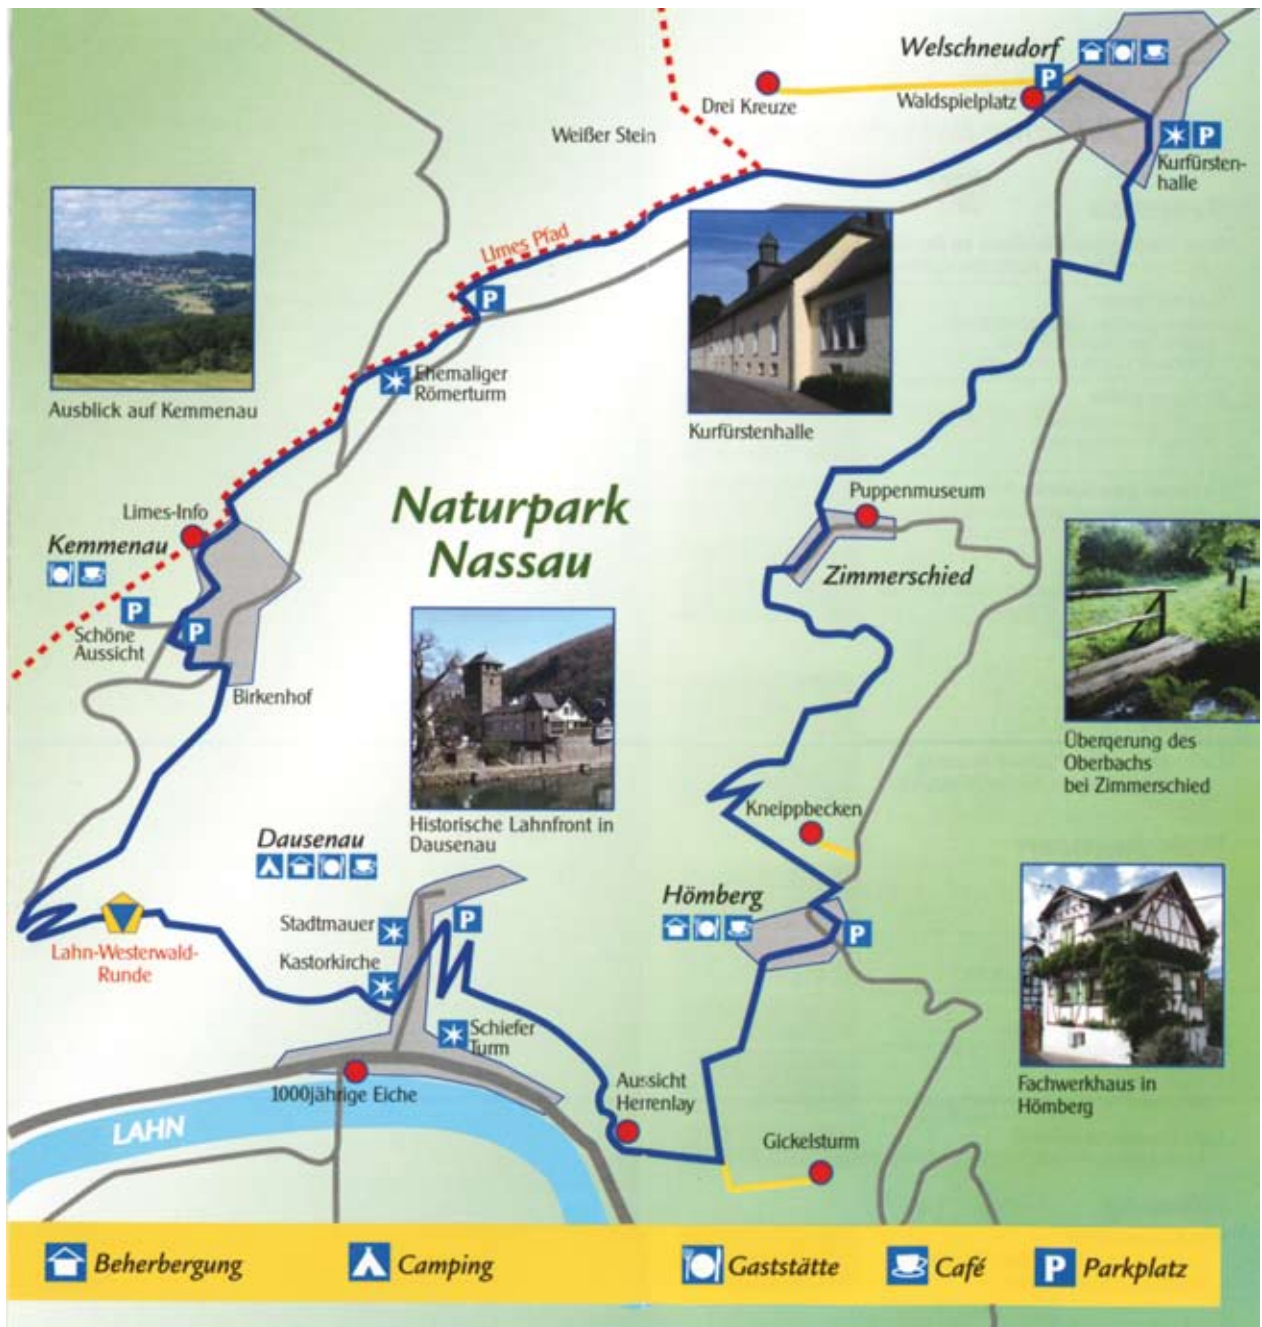 Welschneudorf
P
Drei Kreuze
Waldspielplatz
Weißer Stein
P
Kurfürsten-
halle
LImes Pfad
P
Ehemaliger
Römerturm
Ausblick auf Kemmenau
Kurfürstenhalle
Limes-Info
Kemmenau
Naturpark
Nassau
Puppenmuseum
Zimmerschied
P
P
Schöne
Aussicht
Birkenhof
Überqerung des
Oberbachs
bei Zimmerschied
Kneippbecken
Historische Lahnfront in
Dausenau
Dausenau
Hömberg
Stadtmauer
P
P
Kastorkirche
Lahn-Westerwald-
Runde
Schiefer
Turm
Aussicht
Herrenlay
1000jährige Eiche
Fachwerkhaus in
Hömberg
LAHN
Gickelsturm
Beherbergung
Camping
Gaststätte
Café
P Parkplatz